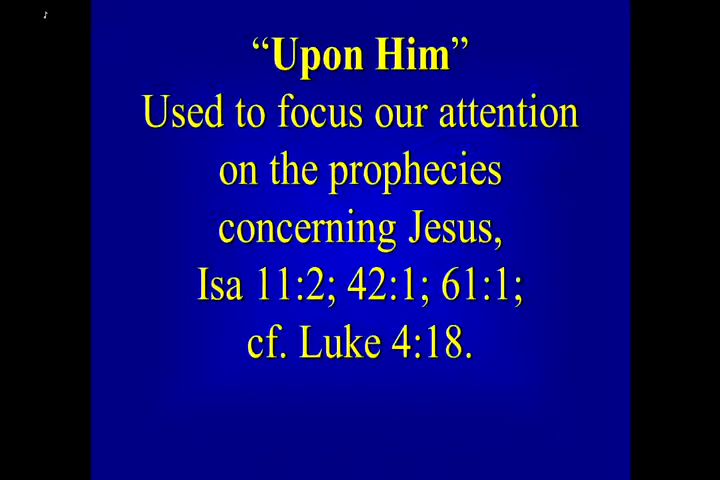 “Upon Him”
Used to focus our attention
on the prophecies
concerning Jesus,
Isa 11:2; 42:1; 61:1;
cf. Luke 4:18.